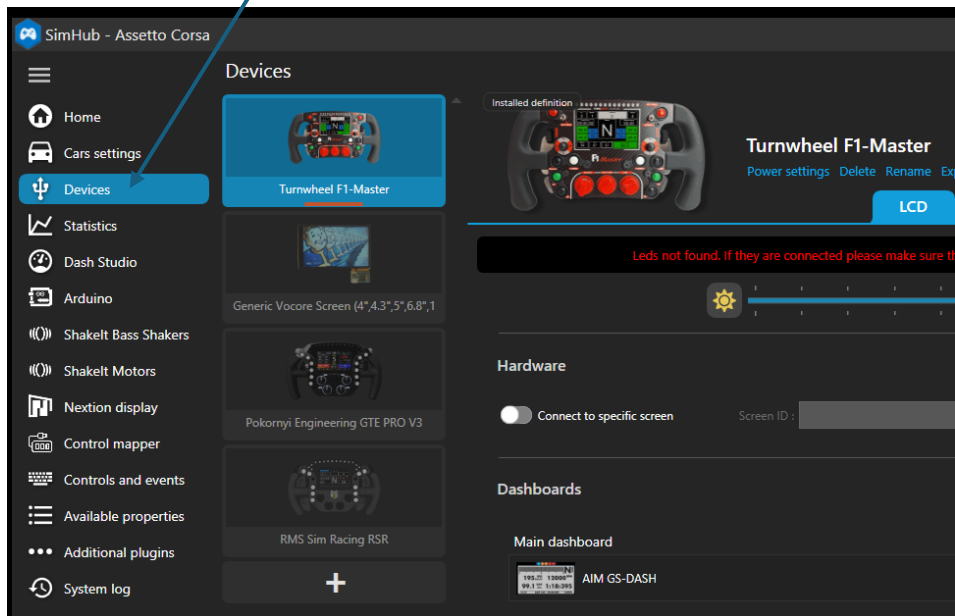 SimHub - Assetto Corsa
Home
Cars settings
Devices
Statistics
Dash Studio
Arduino
ShakeIt Bass Shakers
ShakeIt Motors
Nextion display
Control mapper
Controls and events
Available properties
Additional plugins
System log
Devices
Turnwheel F1-Master
Generic Vocore Screen (4",4.3",5",6.8",1
Pokornyi Engineering GTE PRO V3
RMS Sim Racing RSR
+
Installed definition
Turnwheel F1-Master
Power settings Delete Rename Exp
LCD
Leds not found. If they are connected please make sure th
Hardware
Connect to specific screen
Screen ID :
Dashboards
Main dashboard
AIM GS-DASH